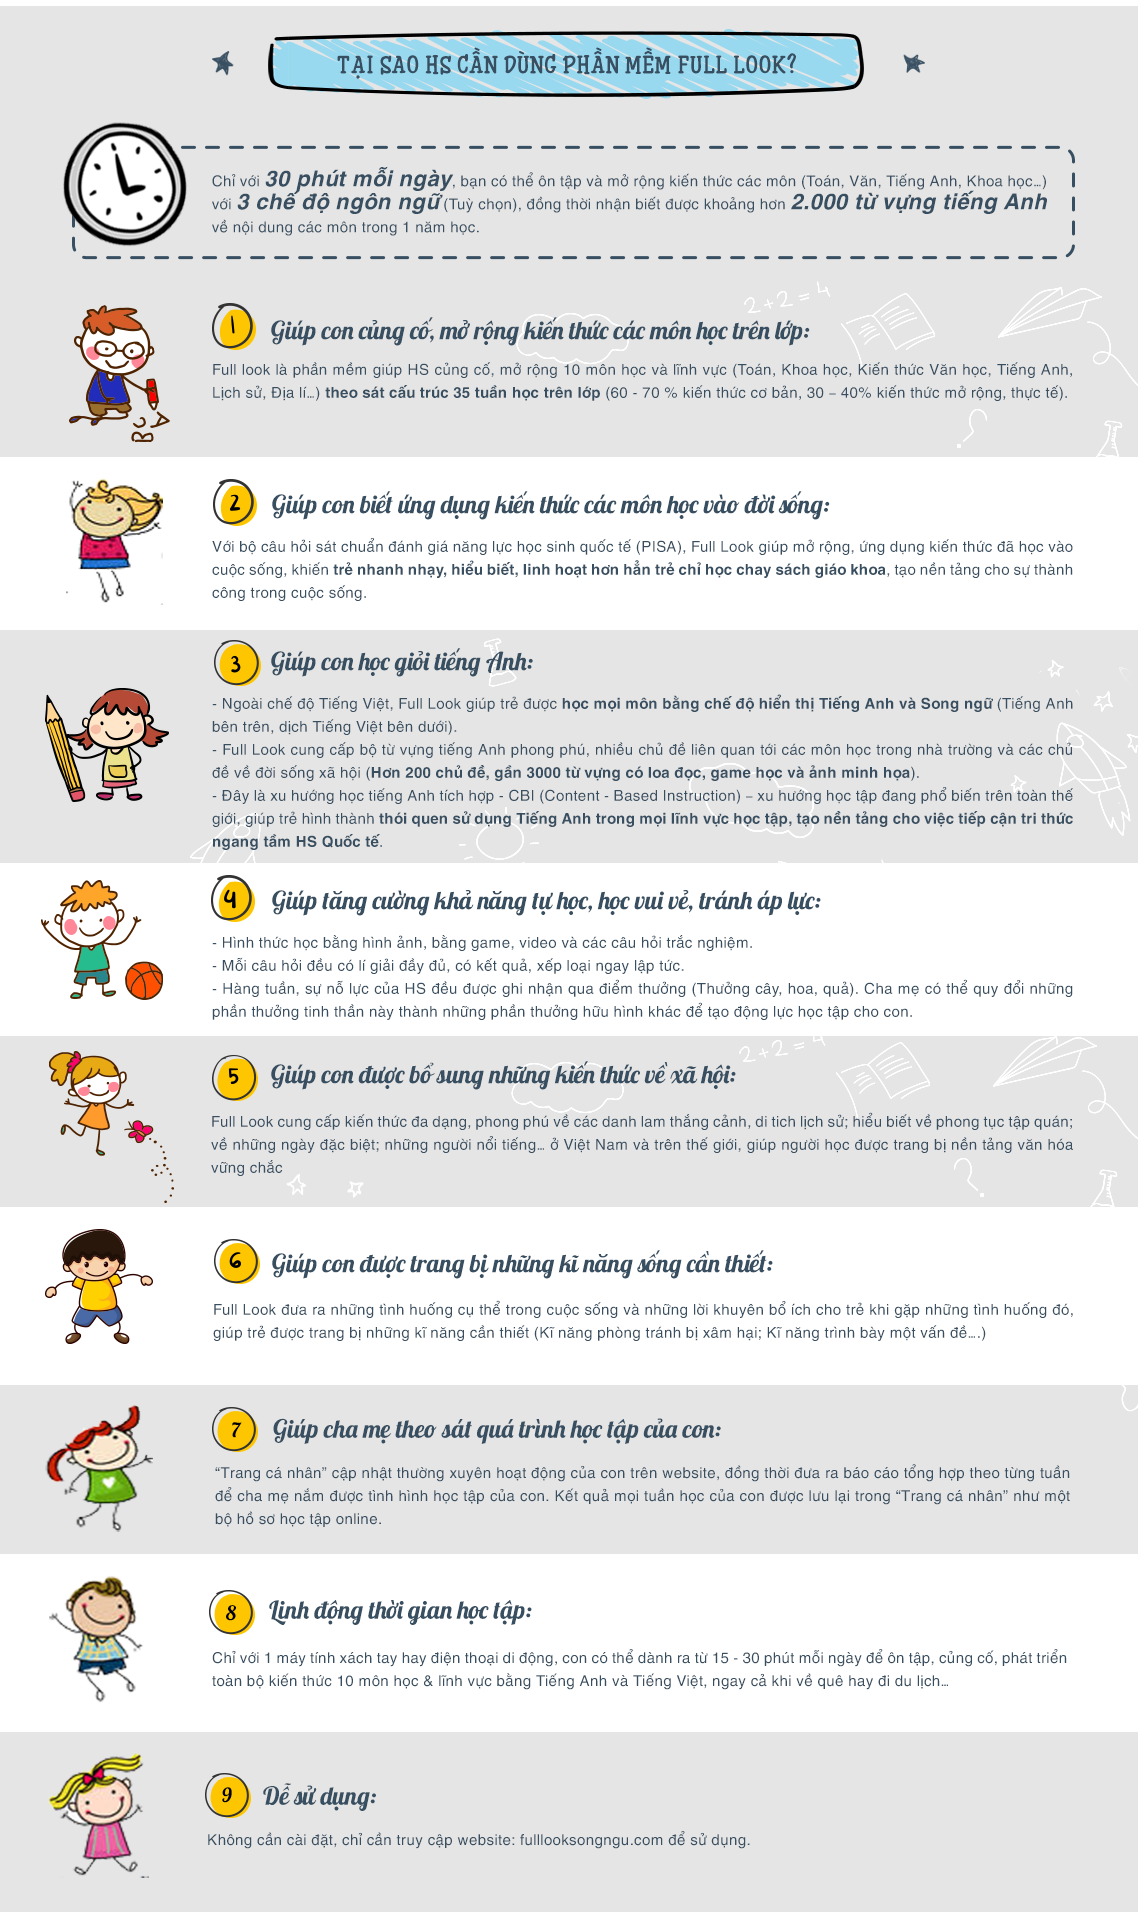 TẠI SAO HS CẦN DÙNG PHẦN MỀM FULL LOOK?
Chỉ với 30 phút mỗi ngày, bạn có thể ôn tập và mở rộng kiến thức các môn (Toán, Văn, Tiếng Anh, Khoa học...)
với 3 chế độ ngôn ngữ (Tuỳ chọn), đồng thời nhận biết được khoảng hơn 2.000 từ vựng tiếng Anh
về nội dung các môn trong 1 năm học.
2+2=4
1 Giúp con củng cố, mở rộng kiến thức các môn học trên lớp:
Full look là phần mềm giúp HS củng cố, mở rộng 10 môn học và lĩnh vực (Toán, Khoa học, Kiến thức Văn học, Tiếng Anh,
Lịch sử, Địa lí...) theo sát cấu trúc 35 tuần học trên lớp (60 - 70 % kiến thức cơ bản, 30 – 40% kiến thức mở rộng, thực tế).
B C A
?
2 Giúp con biết ứng dụng kiến thức các môn học vào đời sống:
Với bộ câu hỏi sát chuẩn đánh giá năng lực học sinh quốc tế (PISA), Full Look giúp mở rộng, ứng dụng kiến thức đã học vào
cuộc sống, khiến trẻ nhanh nhạy, hiểu biết, linh hoạt hơn hẳn trẻ chỉ học chay sách giáo khoa, tạo nền tảng cho sự thành
công trong cuộc sống.
3 Giúp con học giỏi tiếng Anh:
- Ngoài chế độ Tiếng Việt, Full Look giúp trẻ được học mọi môn bằng chế độ hiển thị Tiếng Anh và Song ngữ (Tiếng Anh
bên trên, dịch Tiếng Việt bên dưới).
- Full Look cung cấp bộ từ vựng tiếng Anh phong phú, nhiều chủ đề liên quan tới các môn học trong nhà trường và các chủ
đề về đời sống xã hội (Hơn 200 chủ đề, gần 3000 từ vựng có loa đọc, game học và ảnh minh họa).
- Đây là xu hướng học tiếng Anh tích hợp - CBI (Content - Based Instruction) – xu hướng học tập đang phổ biến trên toàn thế
giới, giúp trẻ hình thành thói quen sử dụng Tiếng Anh trong mọi lĩnh vực học tập, tạo nền tảng cho việc tiếp cận tri thức
ngang tầm HS Quốc tế.
4 Giúp tăng cường khả năng tự học, học vui vẻ, tránh áp lực:
- Hình thức học bằng hình ảnh, bằng game, video và các câu hỏi trắc nghiệm.
- Mỗi câu hỏi đều có lí giải đầy đủ, có kết quả, xếp loại ngay lập tức.
- Hàng tuần, sự nỗ lực của HS đều được ghi nhận qua điểm thưởng (Thưởng cây, hoa, quả). Cha mẹ có thể quy đổi những
phần thưởng tinh thần này thành những phần thưởng hữu hình khác để tạo động lực học tập cho con.
2+2=4
5 Giúp con được bổ sung những kiến thức về xã hội:
Full Look cung cấp kiến thức đa dạng, phong phú về các danh lam thắng cảnh, di tich lịch sử; hiểu biết về phong tục tập quán;
về những ngày đặc biệt; những người nổi tiếng... ở Việt Nam và trên thế giới, giúp người học được trang bị nền tảng văn hóa
vững chắc
?
6 Giúp con được trang bị những kĩ năng sống cần thiết:
Full Look đưa ra những tình huống cụ thể trong cuộc sống và những lời khuyên bổ ích cho trẻ khi gặp những tình huống đó,
giúp trẻ được trang bị những kĩ năng cần thiết (Kĩ năng phòng tránh bị xâm hại; Kĩ năng trình bày một vấn đề....)
7 Giúp cha mẹ theo sát quá trình học tập của con:
“Trang cá nhân” cập nhật thường xuyên hoạt động của con trên website, đồng thời đưa ra báo cáo tổng hợp theo từng tuần
để cha mẹ nắm được tình hình học tập của con. Kết quả mọi tuần học của con được lưu lại trong “Trang cá nhân” như một
bộ hồ sơ học tập online.
8 Linh động thời gian học tập:
Chỉ với 1 máy tính xách tay hay điện thoại di động, con có thể dành ra từ 15 - 30 phút mỗi ngày để ôn tập, củng cố, phát triển
toàn bộ kiến thức 10 môn học & lĩnh vực bằng Tiếng Anh và Tiếng Việt, ngay cả khi về quê hay đi du lịch...
9 Dễ sử dụng:
Không cần cài đặt, chỉ cần truy cập website: fulllooksongngu.com để sử dụng.